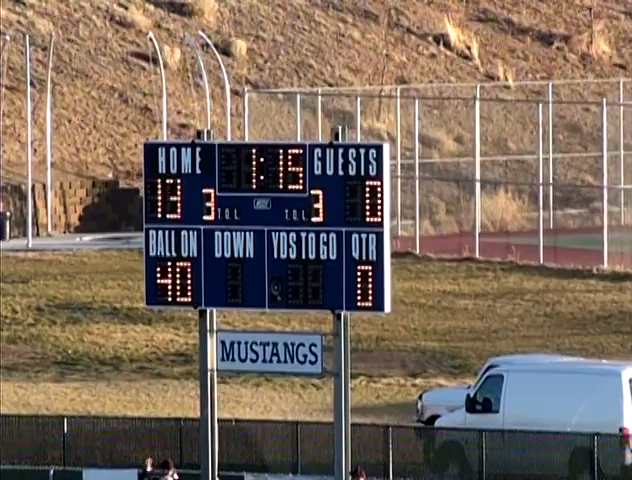 HOME 1:15 GUESTS
13 3 T.O.L. T.O.L. 3 0
BALL ON DOWN YDS TO GO QTR
40 0
MUSTANGS